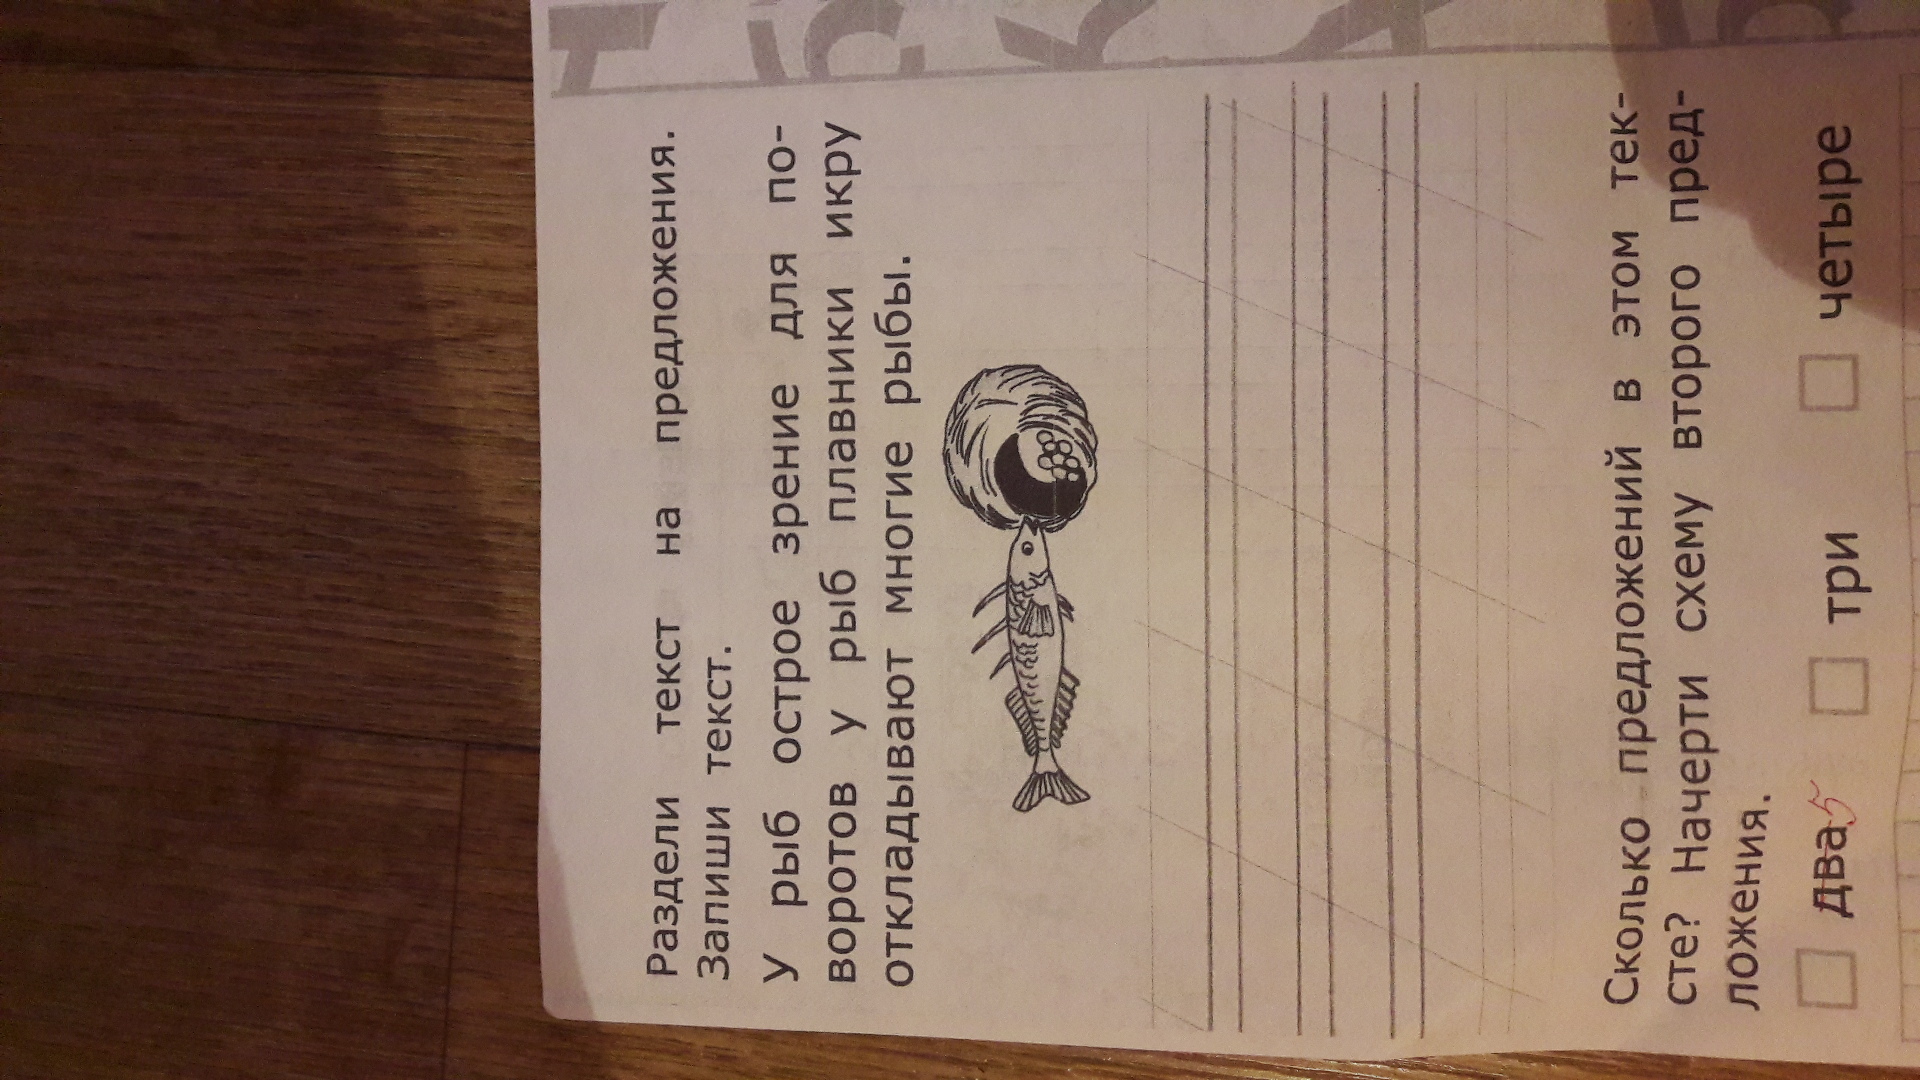 Раздели текст на предложения.
Запиши текст.
У рыб острое зрение для по-
воротов у рыб плавники икру
откладывают многие рыбы.
Сколько предложений в этом тек-
сте? Начерти схему второго пред-
ложения.
два 5 три четыре